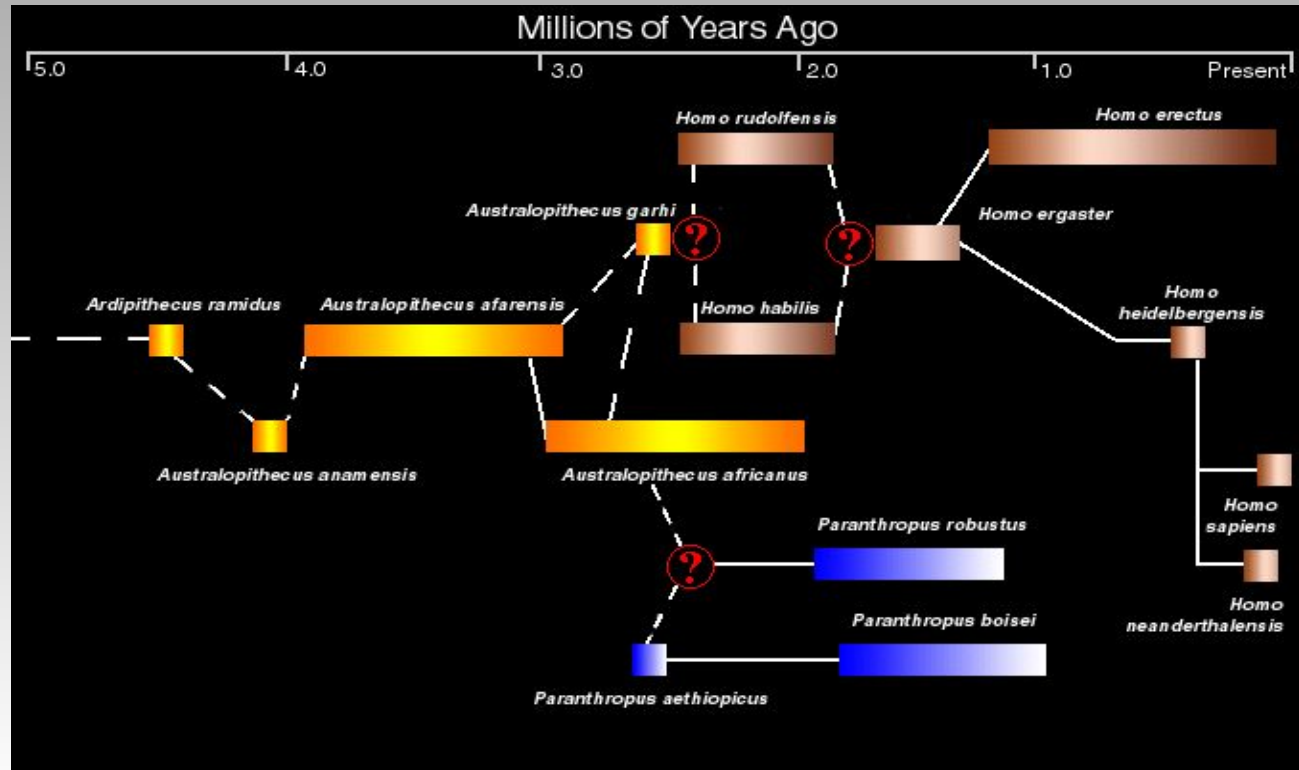 Millions of Years Ago
5.0 4.0 3.0 2.0 1.0 Present
Homo rudolfensis
Homo erectus
Australopithecus garhi
?
?
Homo ergaster
Ardipithecus ramidus
Australopithecus afarensis
Homo habilis
Homo
heidelbergensis
Australopithecus anamensis
Australopithecus africanus
Homo
sapiens
Paranthropus robustus
?
Paranthropus boisei
Homo
neanderthalensis
Paranthropus aethiopicus